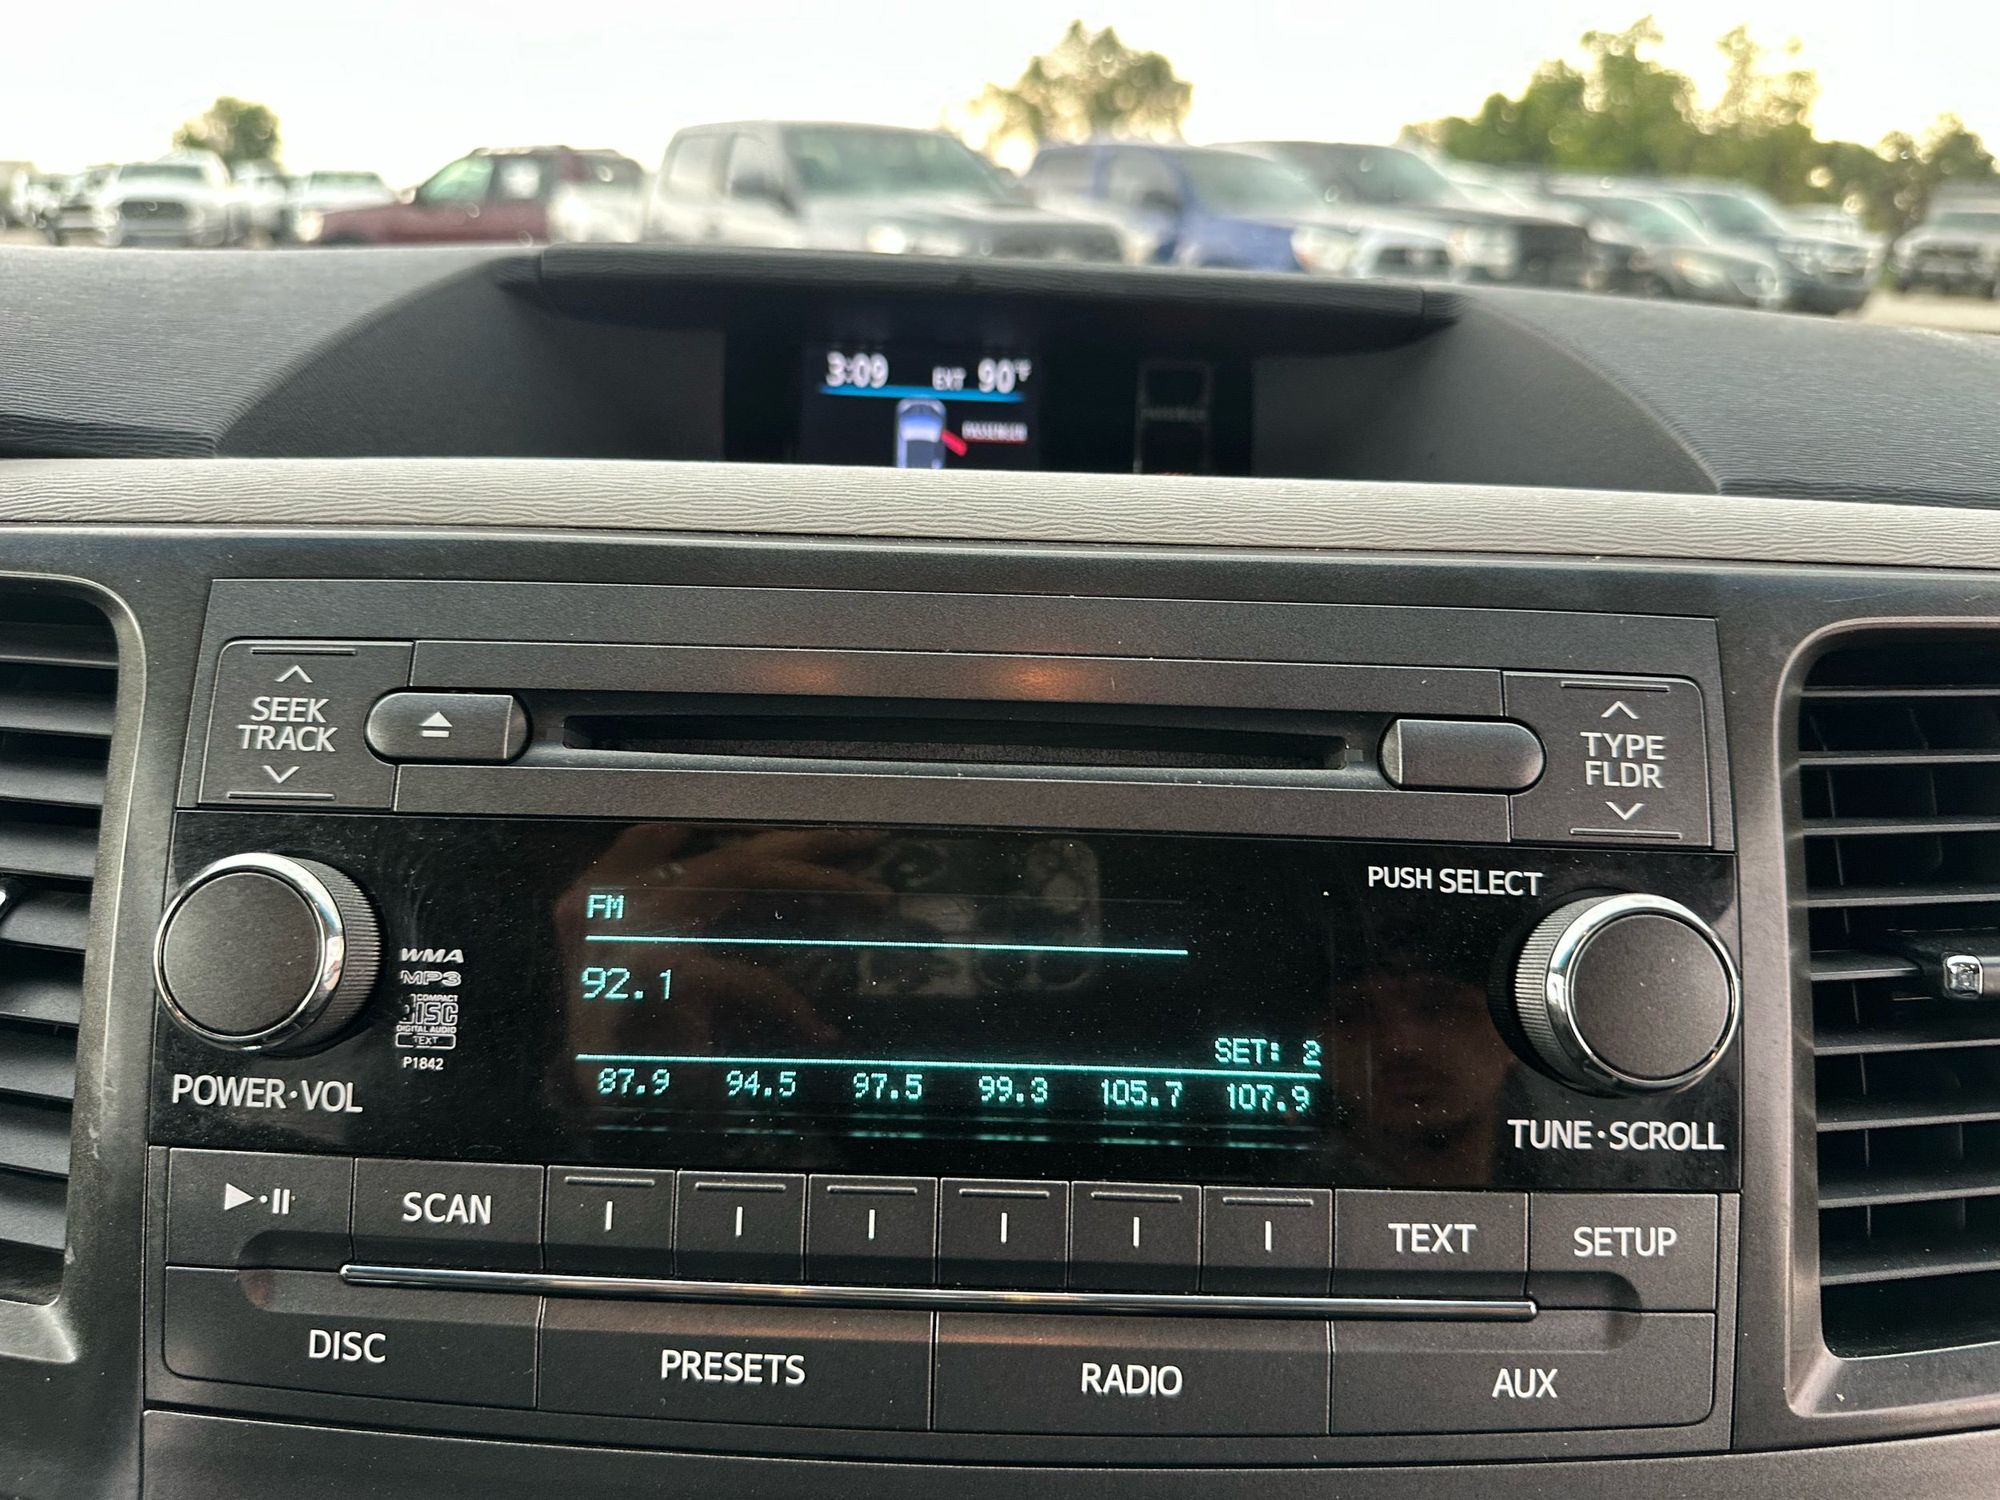 3:09 EXT 90°F
PASSENGER
SEEK
TRACK
TYPE
FLDR
PUSH SELECT
FM
92.1
WMA
MP3
COMPACT
disc
DIGITAL AUDIO
TEXT
P1842
SET: 2
87.9 94.5 97.5 99.3 105.7 107.9
POWER·VOL
TUNE·SCROLL
SCAN
TEXT
SETUP
DISC
PRESETS
RADIO
AUX